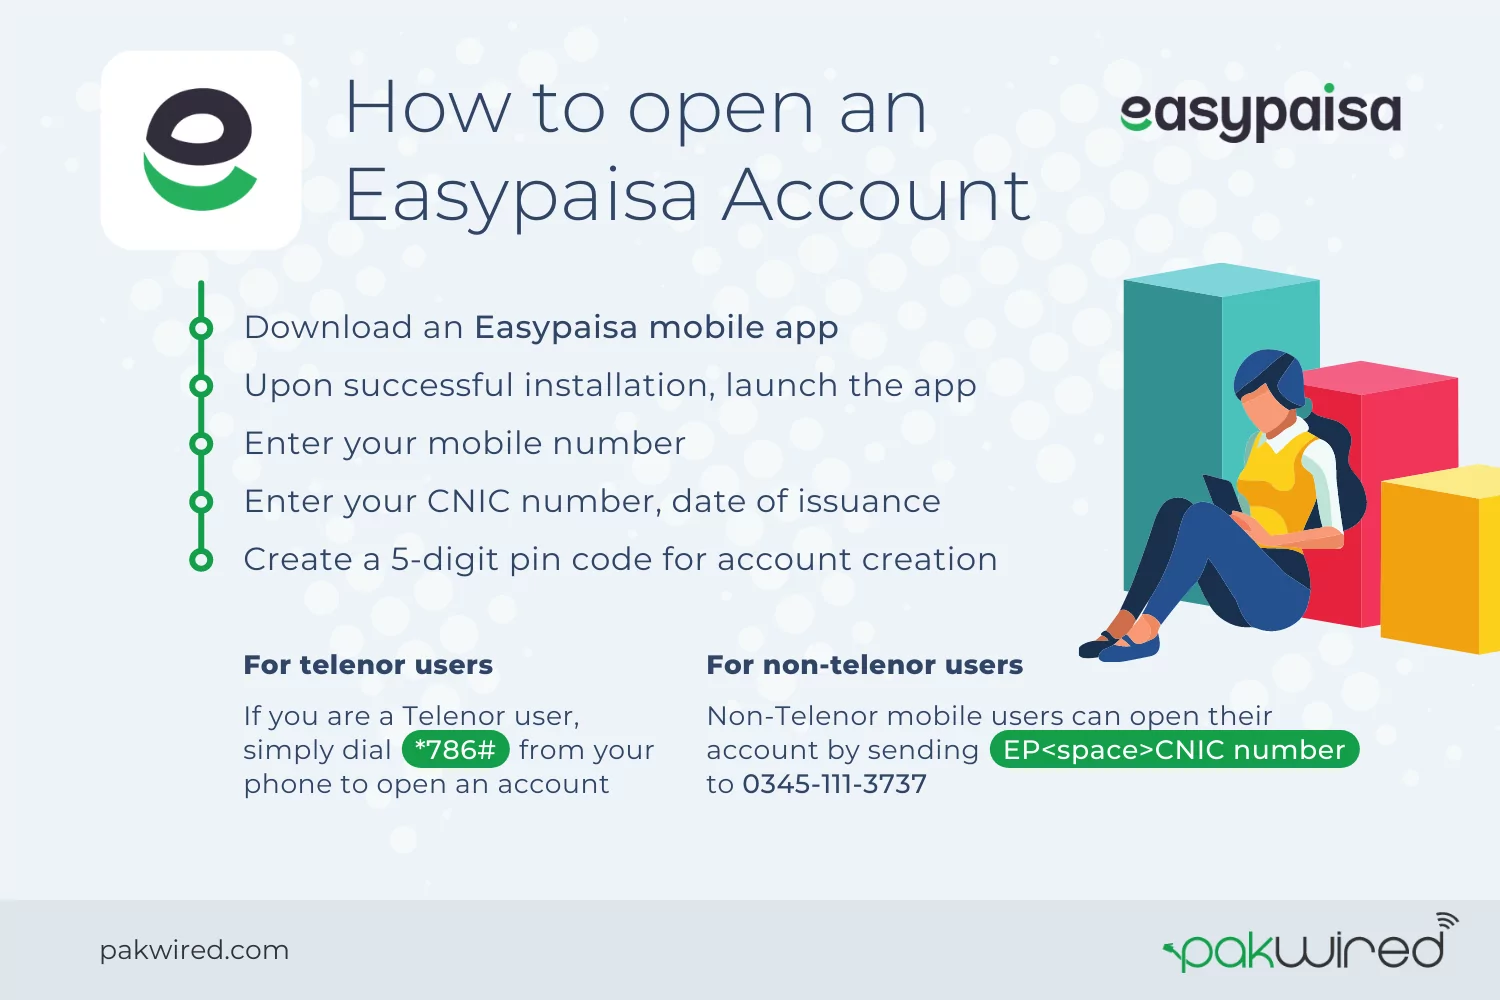 How to open an
Easypaisa Account
easypaisa
Download an Easypaisa mobile app
Upon successful installation, launch the app
Enter your mobile number
Enter your CNIC number, date of issuance
Create a 5-digit pin code for account creation
For telenor users
If you are a Telenor user,
simply dial *786# from your
phone to open an account
For non-telenor users
Non-Telenor mobile users can open their
account by sending EP<space>CNIC number
to 0345-111-3737
pakwired.com
pakwired